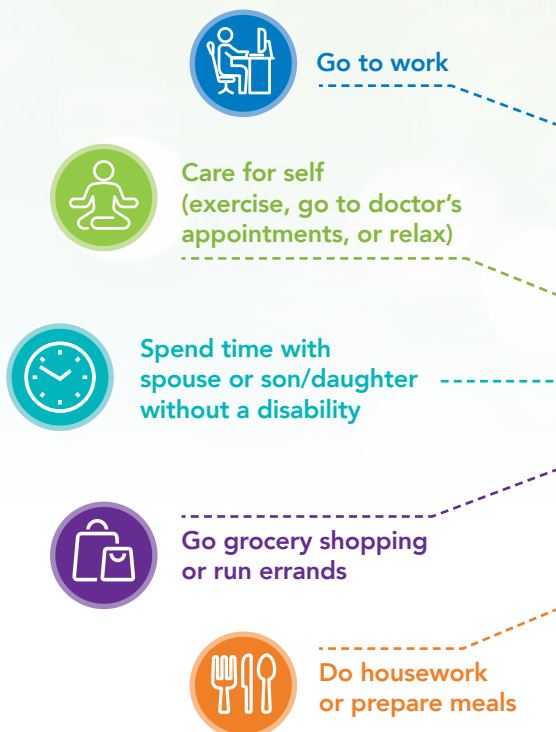 Go to work
Care for self
(exercise, go to doctor's
appointments, or relax)
Spend time with
spouse or son/daughter
without a disability
Go grocery shopping
or run errands
Do housework
or prepare meals